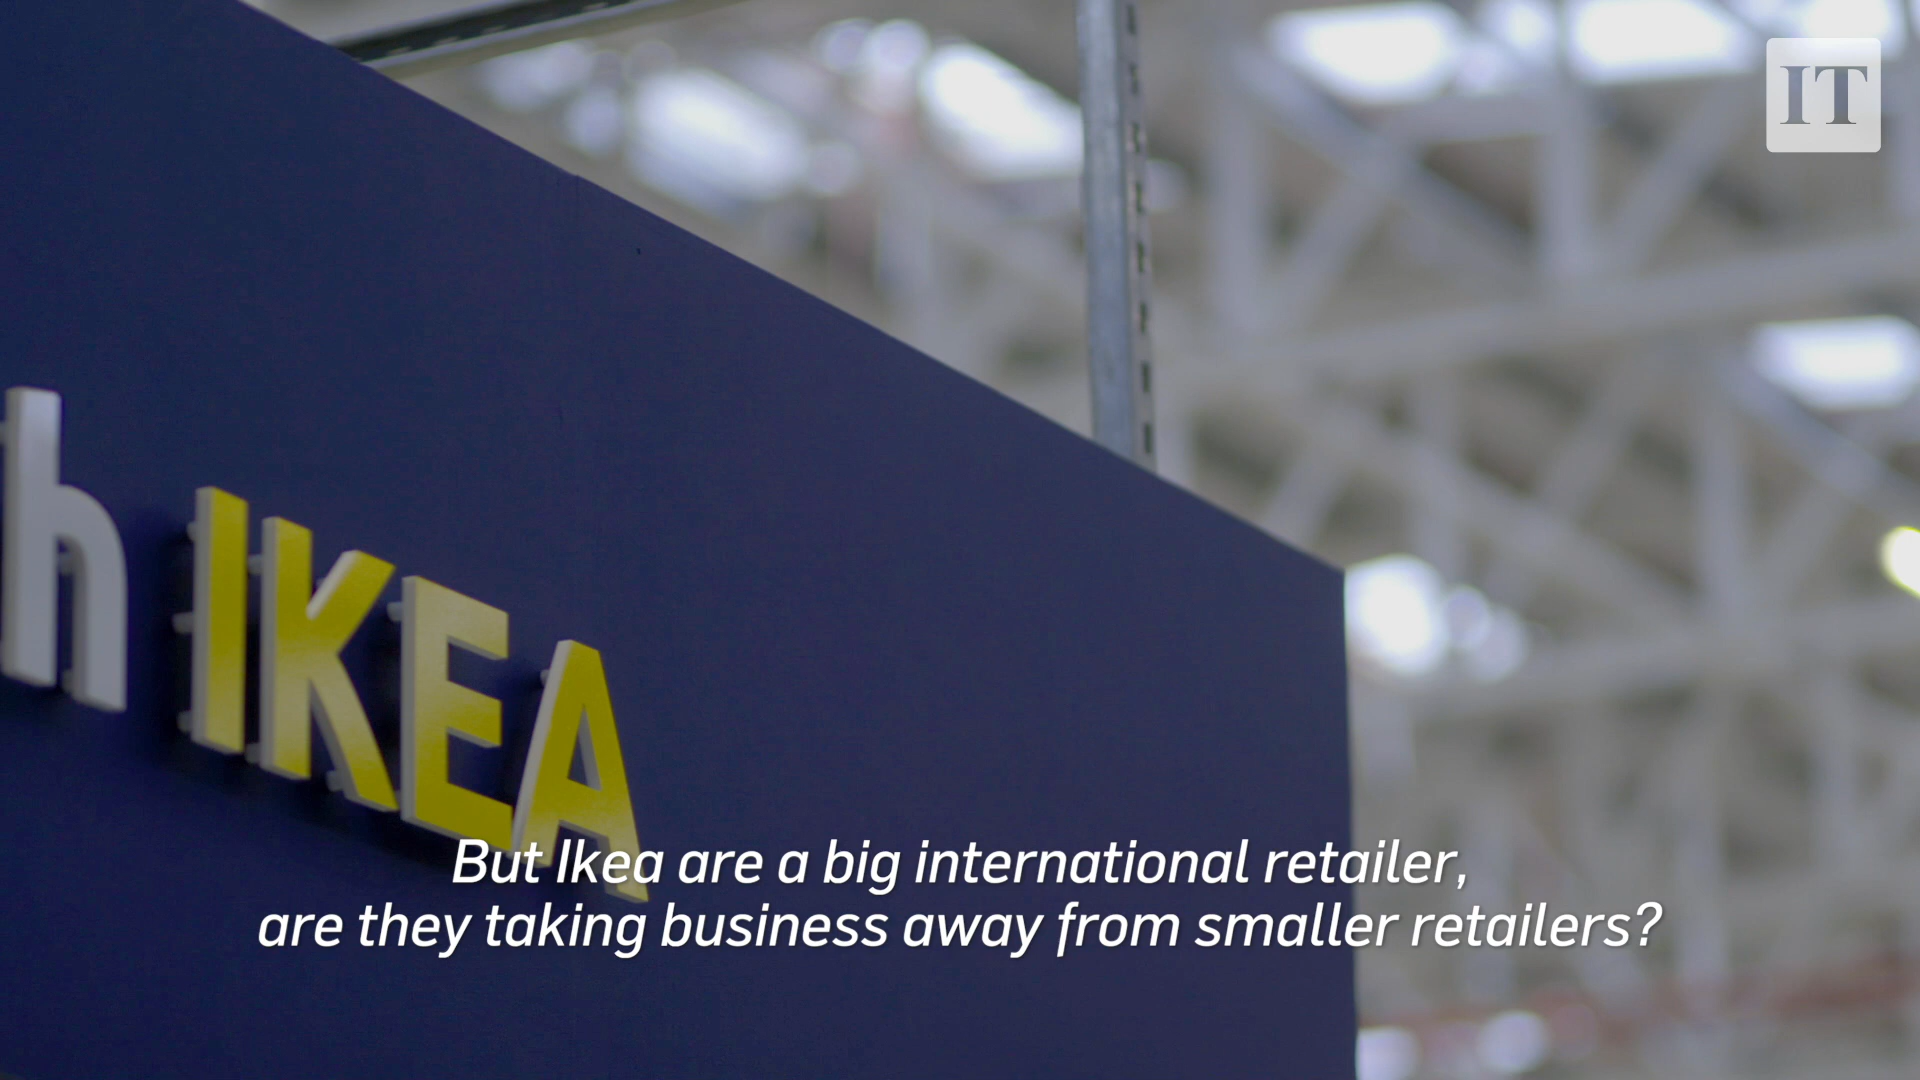 IT
h IKEA
But Ikea are a big international retailer,
are they taking business away from smaller retailers?